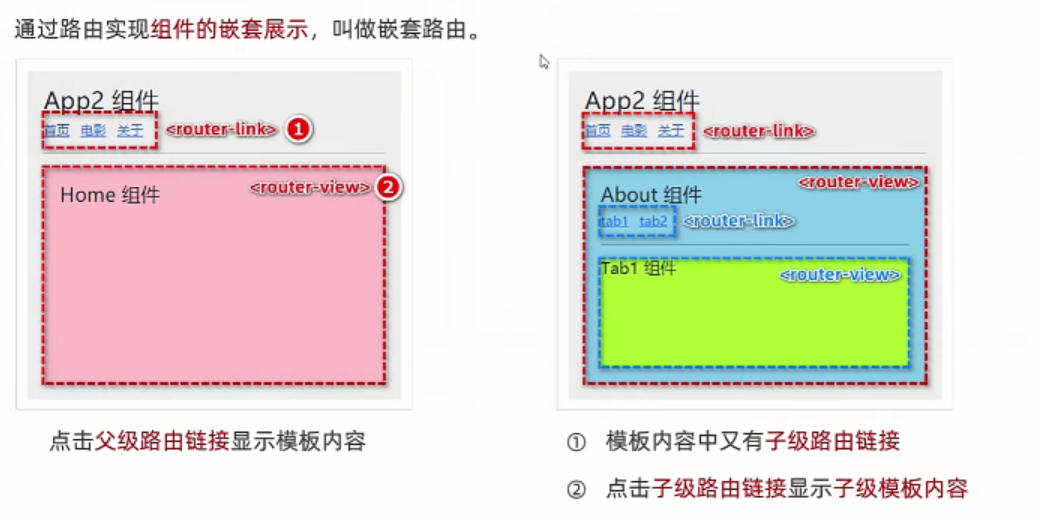 通过路由实现组件的嵌套展示，叫做嵌套路由。
App2 组件
首页 电影 关于 <router-link> 1
<router-view> 2
Home 组件
点击父级路由链接显示模板内容
App2 组件
首页 电影 关于 <router-link>
<router-view>
About 组件
tab1 tab2 <router-link>
Tab1 组件
<router-view>
① 模板内容中又有子级路由链接
② 点击子级路由链接显示子级模板内容